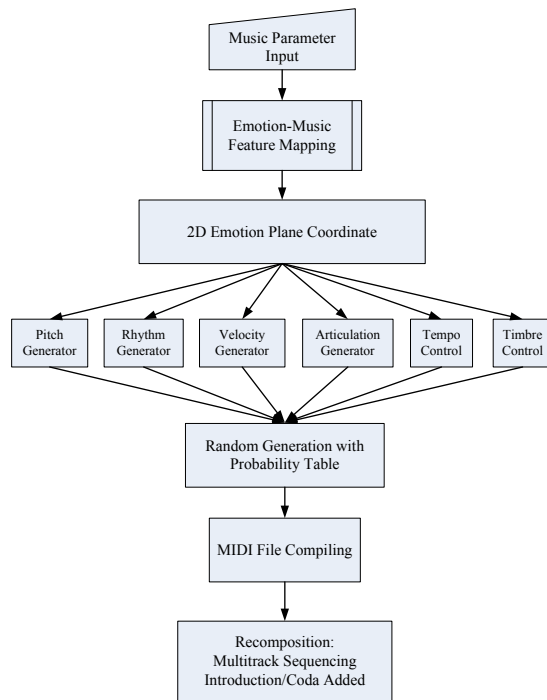 Music Parameter
Input
Emotion-Music
Feature Mapping
2D Emotion Plane Coordinate
Pitch
Generator
Rhythm
Generator
Velocity
Generator
Articulation
Generator
Tempo
Control
Timbre
Control
Random Generation with
Probability Table
MIDI File Compiling
Recomposition:
Multitrack Sequencing
Introduction/Coda Added